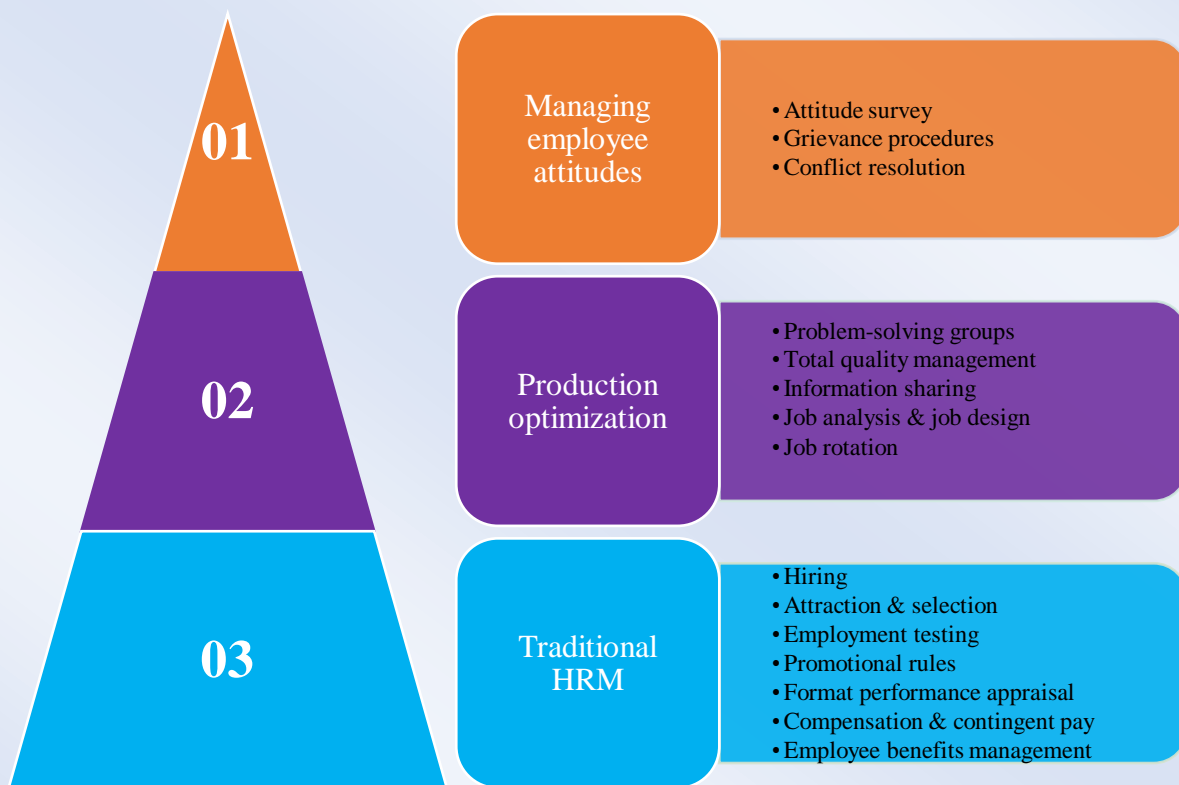 01
Managing
employee
attitudes
• Attitude survey
• Grievance procedures
• Conflict resolution
02
Production
optimization
• Problem-solving groups
• Total quality management
• Information sharing
• Job analysis & job design
• Job rotation
03
Traditional
HRM
• Hiring
• Attraction & selection
• Employment testing
• Promotional rules
• Format performance appraisal
• Compensation & contingent pay
• Employee benefits management